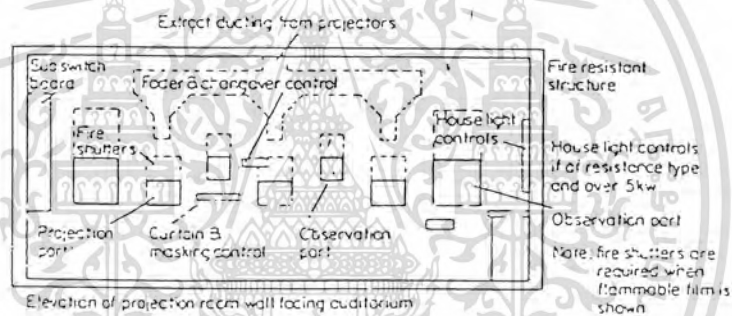 Extract ducting from projectors
Sub switch
board
Fader & changeover control
Fire resistant
structure
Fire
shutters
House light
controls
House light controls
if of resistance type
and over 5kw
Observation port
Projection
port
Curtain &
masking control
Observation
port
Note, fire shutters are
required when
flammable film is
shown
Elevation of projection room wall facing auditorium